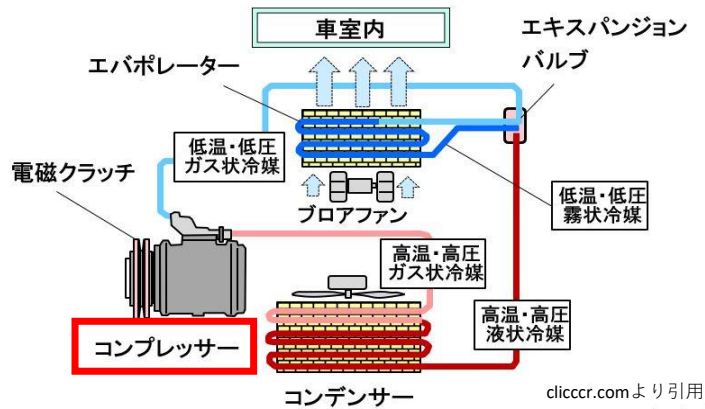 車室内
エキスパンジョン
バルブ
エバポレーター
低温・低圧
ガス状冷媒
電磁クラッチ
ブロアファン
低温・低圧
霧状冷媒
高温・高圧
ガス状冷媒
高温・高圧
液状冷媒
コンプレッサー
コンデンサー
clicccr.comより引用